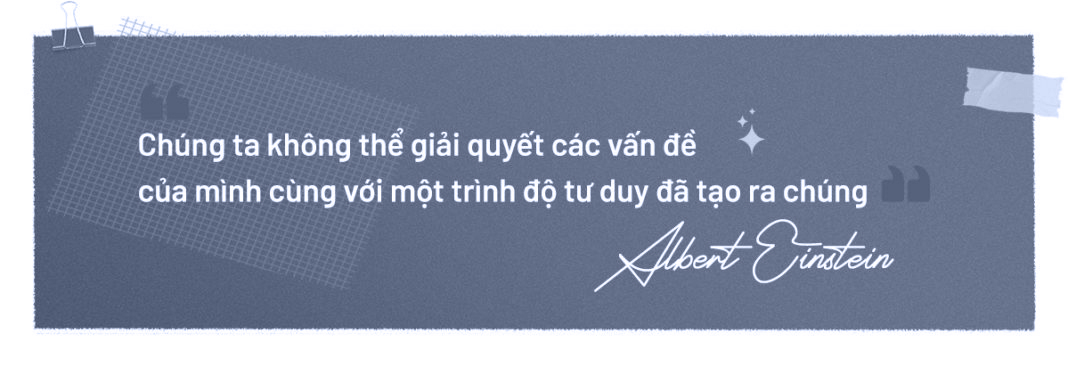 Chúng ta không thể giải quyết các vấn đề
của mình cùng với một trình độ tư duy đã tạo ra chúng
Albert Einstein